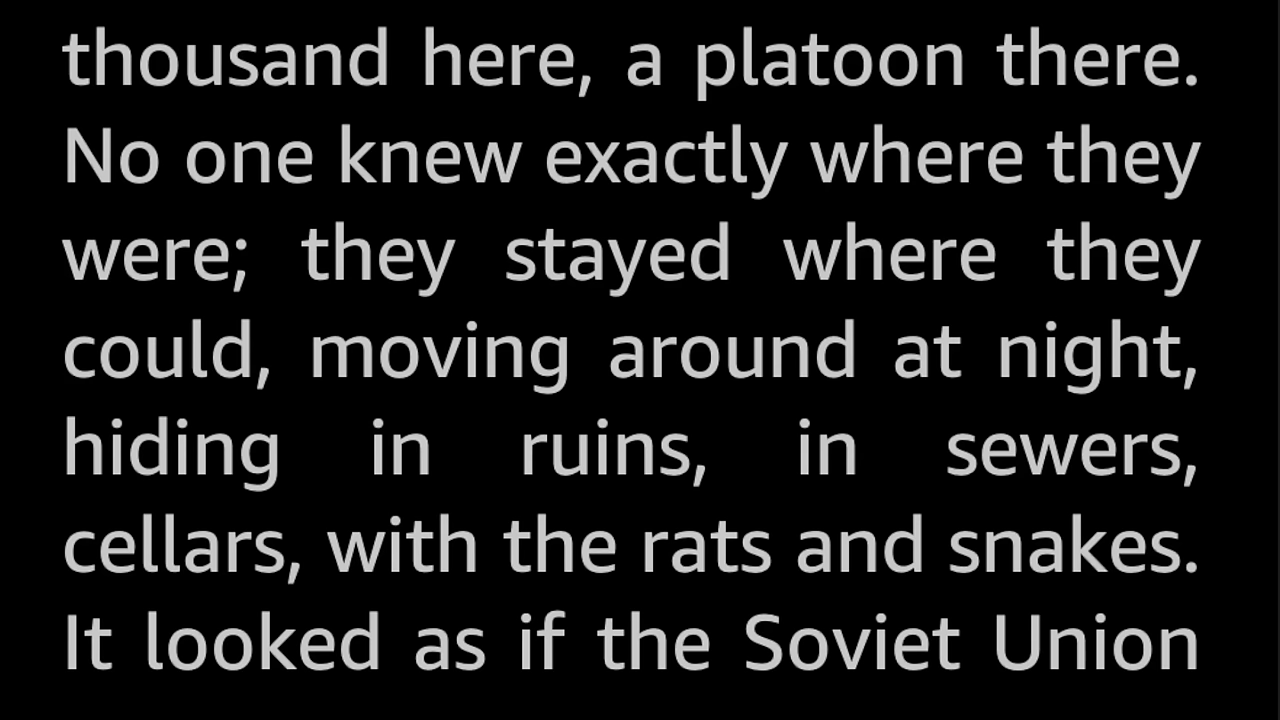 thousand here, a platoon there.
No one knew exactly where they
were; they stayed where they
could, moving around at night,
hiding in ruins, in sewers,
cellars, with the rats and snakes.
It looked as if the Soviet Union